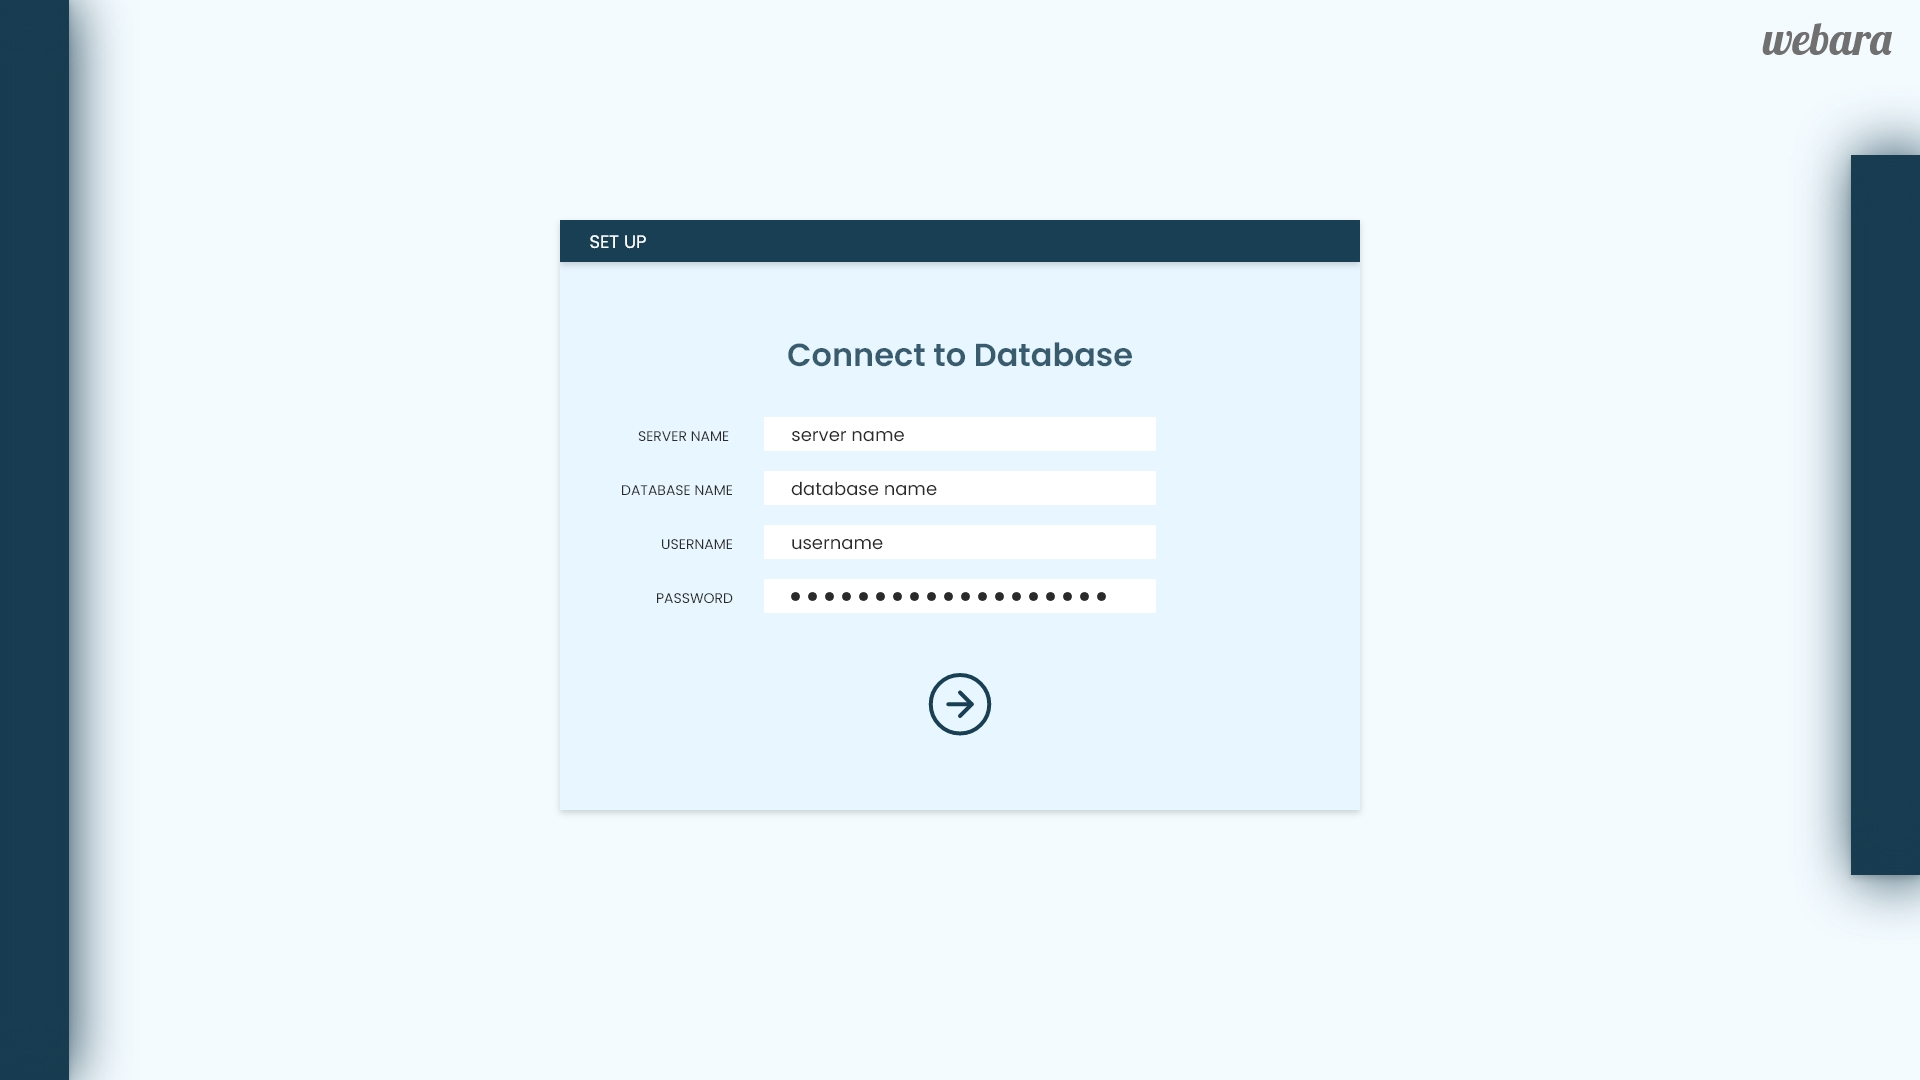 webara
SET UP
Connect to Database
SERVER NAME server name
DATABASE NAME database name
USERNAME username
PASSWORD ●●●●●●●●●●●●●●●●●●●